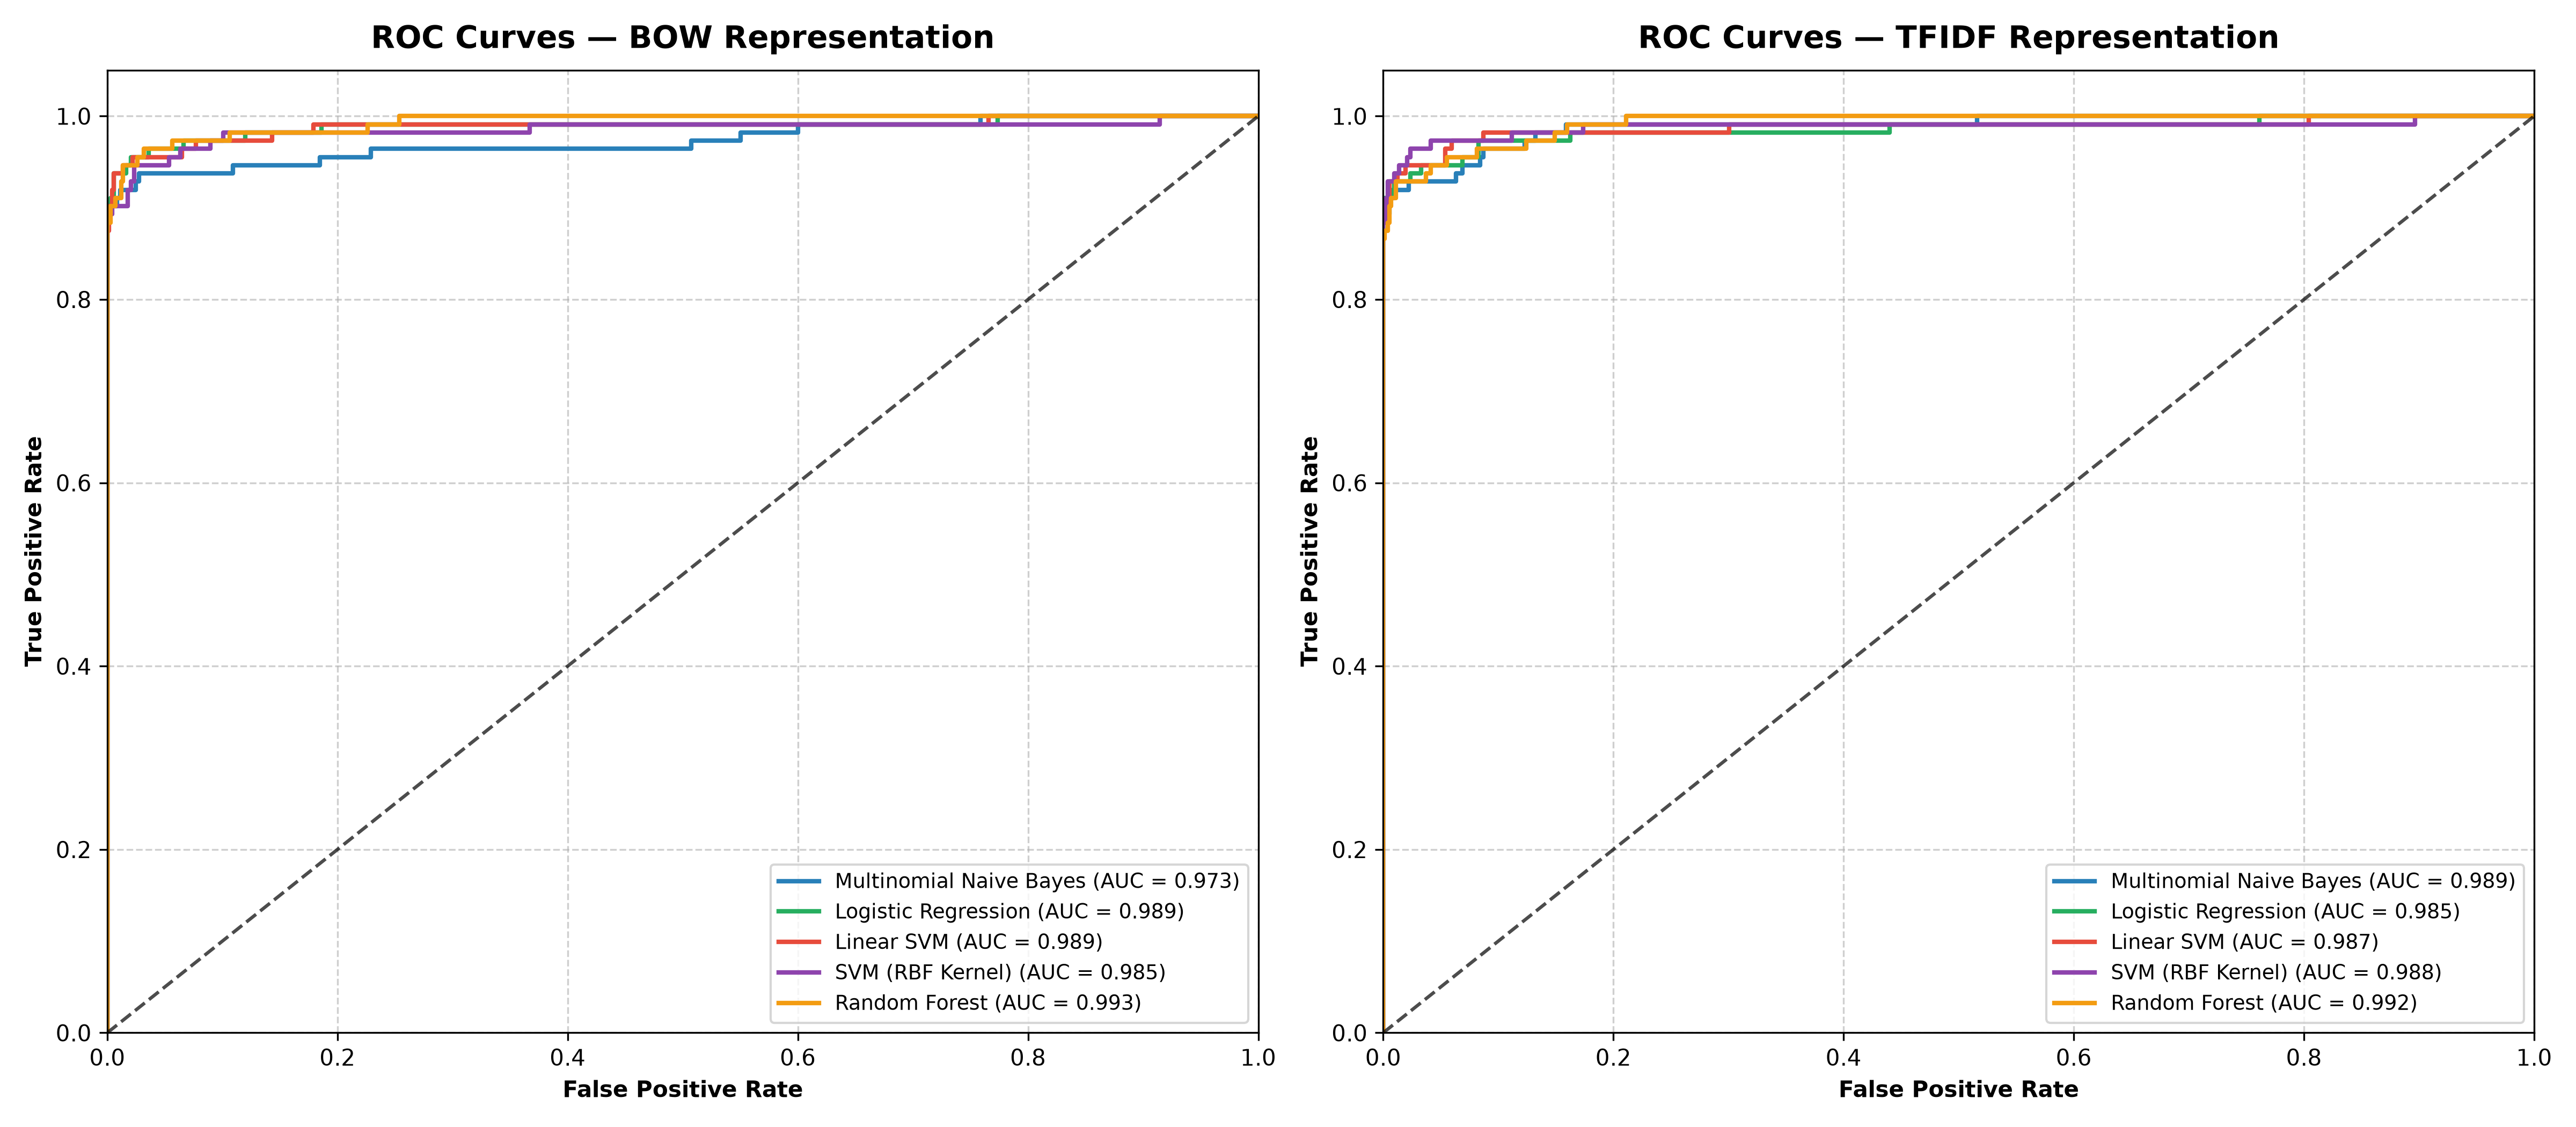 ROC Curves — BOW Representation
1.0
0.8
0.6
0.4
0.2
0.0
True Positive Rate
Multinomial Naive Bayes (AUC = 0.973)
Logistic Regression (AUC = 0.989)
Linear SVM (AUC = 0.989)
SVM (RBF Kernel) (AUC = 0.985)
Random Forest (AUC = 0.993)
0.0 0.2 0.4 0.6 0.8 1.0
False Positive Rate
ROC Curves — TFIDF Representation
1.0
0.8
0.6
0.4
0.2
0.0
True Positive Rate
Multinomial Naive Bayes (AUC = 0.989)
Logistic Regression (AUC = 0.985)
Linear SVM (AUC = 0.987)
SVM (RBF Kernel) (AUC = 0.988)
Random Forest (AUC = 0.992)
0.0 0.2 0.4 0.6 0.8 1.0
False Positive Rate